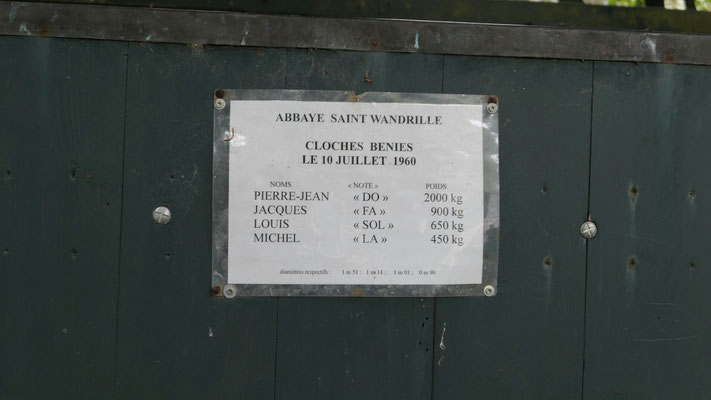 ABBAYE SAINT WANDRILLE
CLOCHES BENIES
LE 10 JUILLET 1960
NOMS « NOTE » POIDS
PIERRE-JEAN « DO » 2000 kg
JACQUES « FA » 900 kg
LOUIS « SOL » 650 kg
MICHEL « LA » 450 kg
diamètres respectifs : 1 m 51 ; 1 m 14 ; 1 m 01 ; 0 m 90